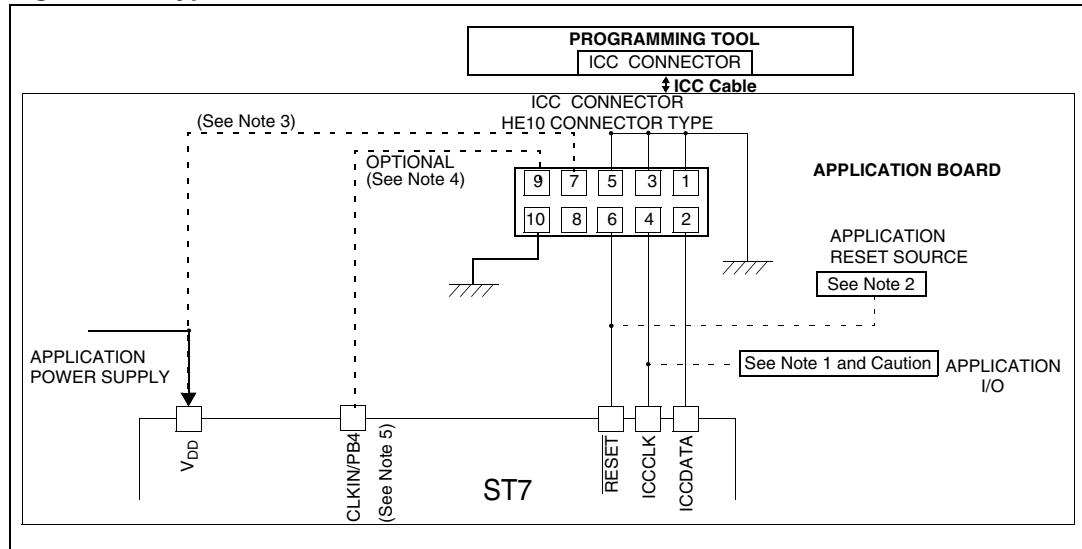 PROGRAMMING TOOL
ICC CONNECTOR
ICC Cable
ICC CONNECTOR
HE10 CONNECTOR TYPE
(See Note 3)
OPTIONAL
(See Note 4)
9 7 5 3 1
10 8 6 4 2
APPLICATION BOARD
APPLICATION
RESET SOURCE
See Note 2
See Note 1 and Caution
APPLICATION
I/O
APPLICATION
POWER SUPPLY
VDD
CLKIN/PB4
(See Note 5)
RESET
ICCCLK
ICCDATA
ST7